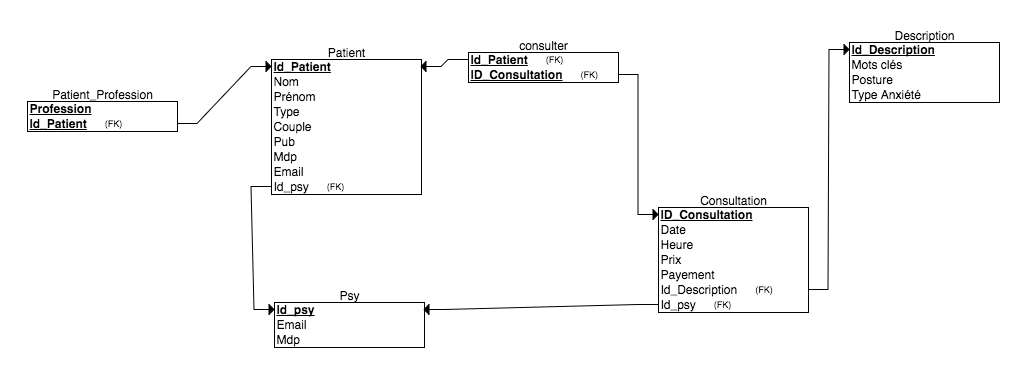 Patient_Profession
Profession
Id_Patient (FK)
Patient
Id_Patient
Nom
Prénom
Type
Couple
Pub
Mdp
Email
Id_psy (FK)
consulter
Id_Patient (FK)
ID_Consultation (FK)
Description
Id_Description
Mots clés
Posture
Type Anxiété
Consultation
ID_Consultation
Date
Heure
Prix
Payement
Id_Description (FK)
Id_psy (FK)
Psy
Id_psy
Email
Mdp